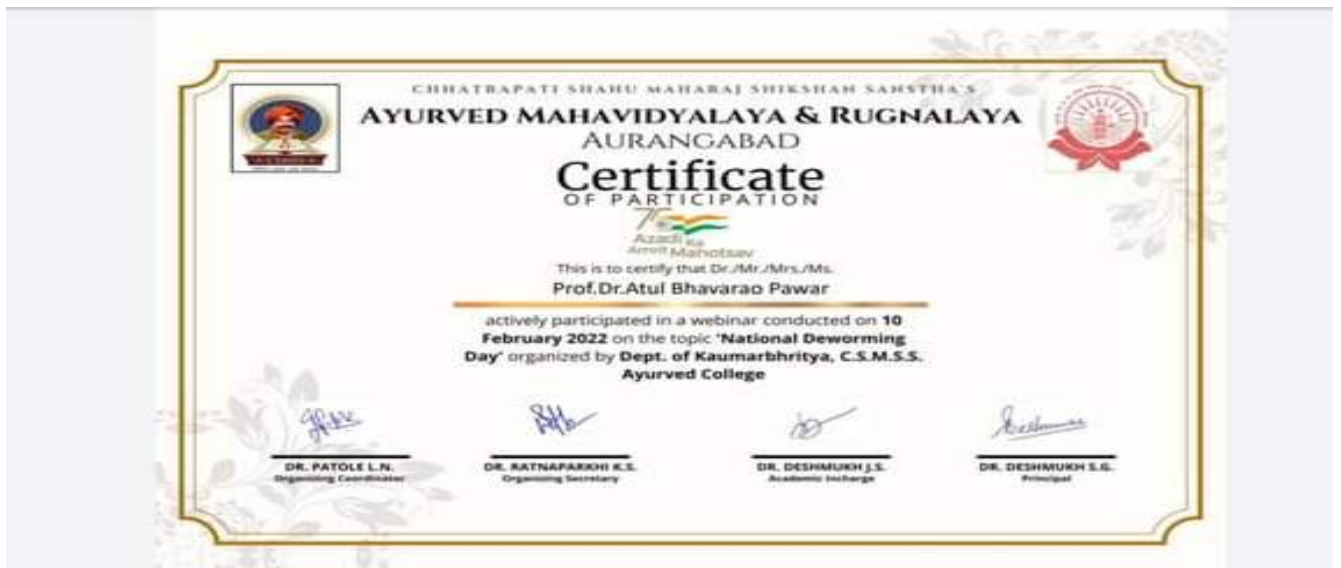 CHHATRAPATI SHAHU MAHARAJ SHIKSHAN SANSTHA'S
AYURVED MAHAVIDYALAYA & RUGNALAYA
AURANGABAD
Certificate
OF PARTICIPATION
75
Azadi Ka
Amrit Mahotsav
This is to certify that Dr./Mr./Mrs./Ms.
Prof.Dr.Atul Bhavarao Pawar
actively participated in a webinar conducted on 10
February 2022 on the topic 'National Deworming
Day' organized by Dept. of Kaumarbhritya, C.S.M.S.S.
Ayurved College
DR. PATOLE L.N.
Organising Coordinator
DR. RATNAPARKHI K.S.
Organising Secretary
DR. DESHMUKH J.S.
Academic Incharge
DR. DESHMUKH S.G.
Principal